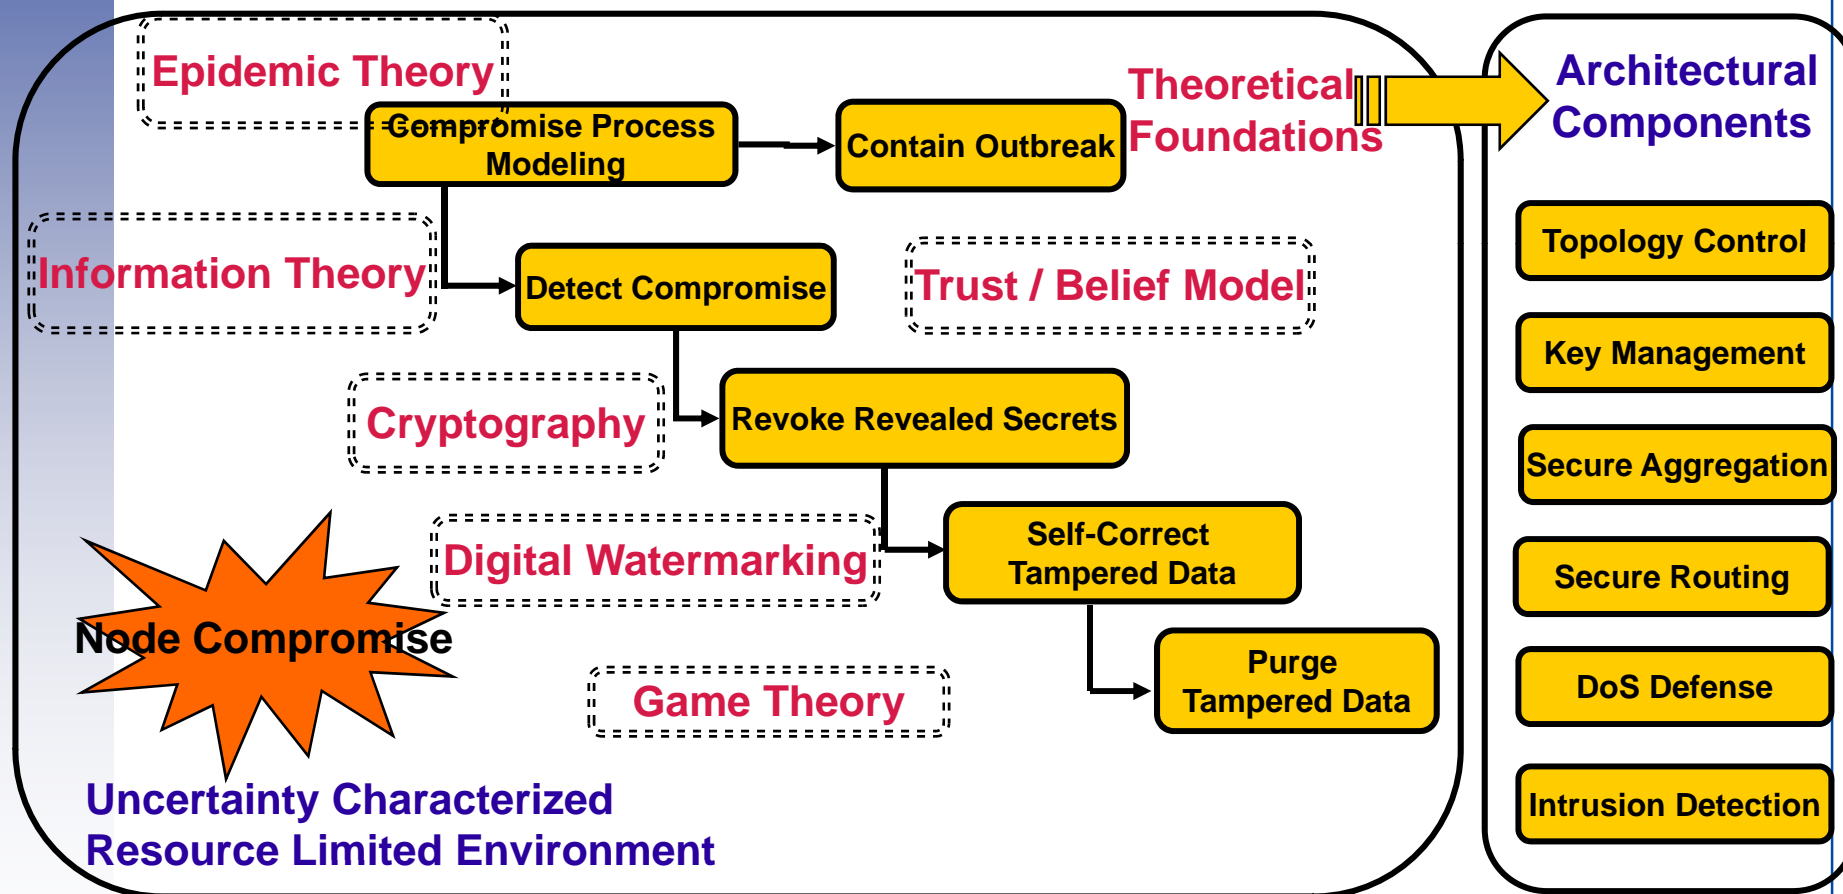 Epidemic Theory
Compromise Process
Modeling
Contain Outbreak
Theoretical
Foundations
Architectural
Components
Information Theory
Detect Compromise
Trust / Belief Model
Topology Control
Key Management
Cryptography
Revoke Revealed Secrets
Secure Aggregation
Digital Watermarking
Self-Correct
Tampered Data
Secure Routing
Node Compromise
Game Theory
Purge
Tampered Data
DoS Defense
Uncertainty Characterized
Resource Limited Environment
Intrusion Detection